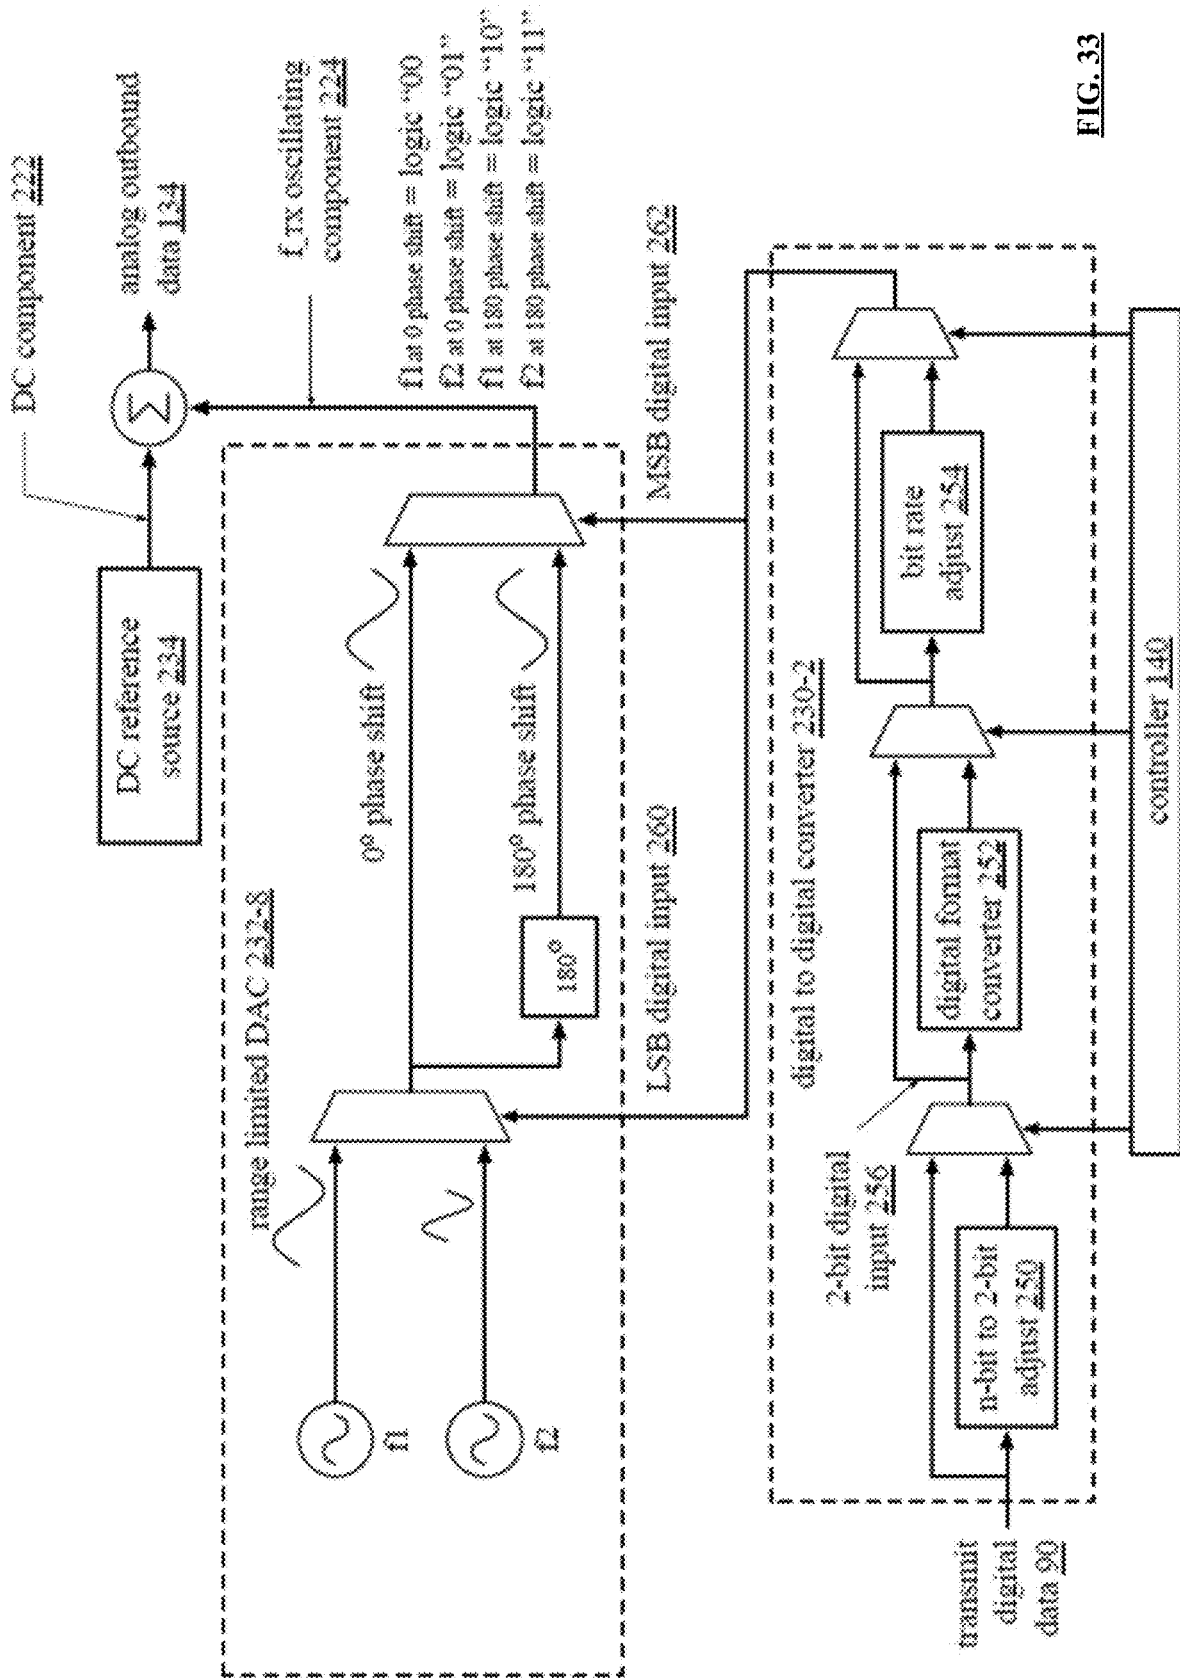 DC component 222
DC reference
source 234
analog outbound
data 134
f_rx oscillating
component 224
range limited DAC 232-8
f1
f2
0° phase shift
180° phase shift
180°
f1 at 0 phase shift = logic “00
f2 at 0 phase shift = logic “01”
f1 at 180 phase shift = logic “10”
f2 at 180 phase shift = logic “11”
LSB digital input 260
MSB digital input 262
digital to digital converter 230-2
transmit
digital
data 90
n-bit to 2-bit
adjust 250
2-bit digital
input 256
digital format
converter 252
bit rate
adjust 254
controller 140
FIG. 33